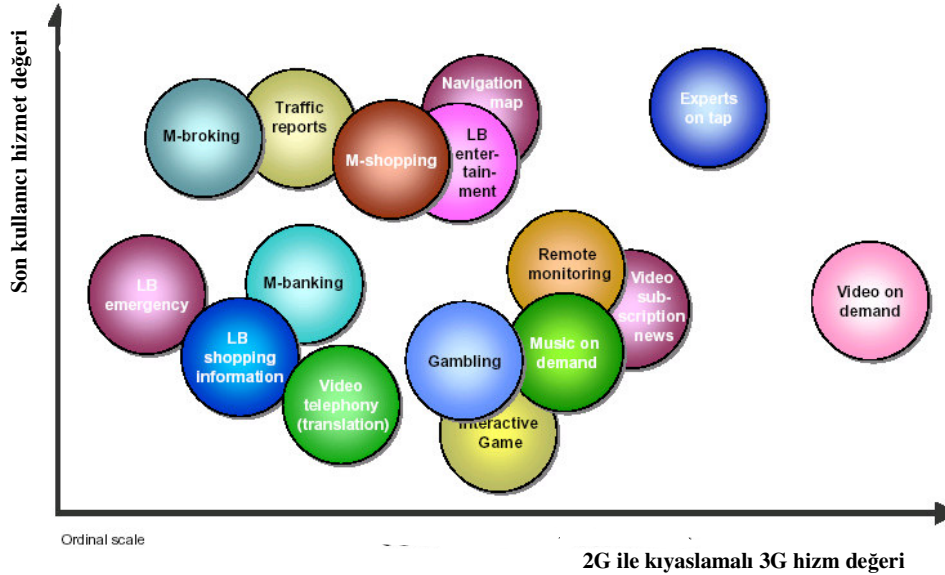 Son kullanıcı hizmet değeri
M-broking
Traffic
reports
M-shopping
Navigation
map
LB
enter-
tain-
ment
Experts
on tap
LB
emergency
M-banking
LB
shopping
information
Video
telephony
(translation)
Gambling
Interactive
Game
Remote
monitoring
Music on
demand
Video
sub-
scription
news
Video on
demand
Ordinal scale
2G ile kıyaslamalı 3G hizm değeri